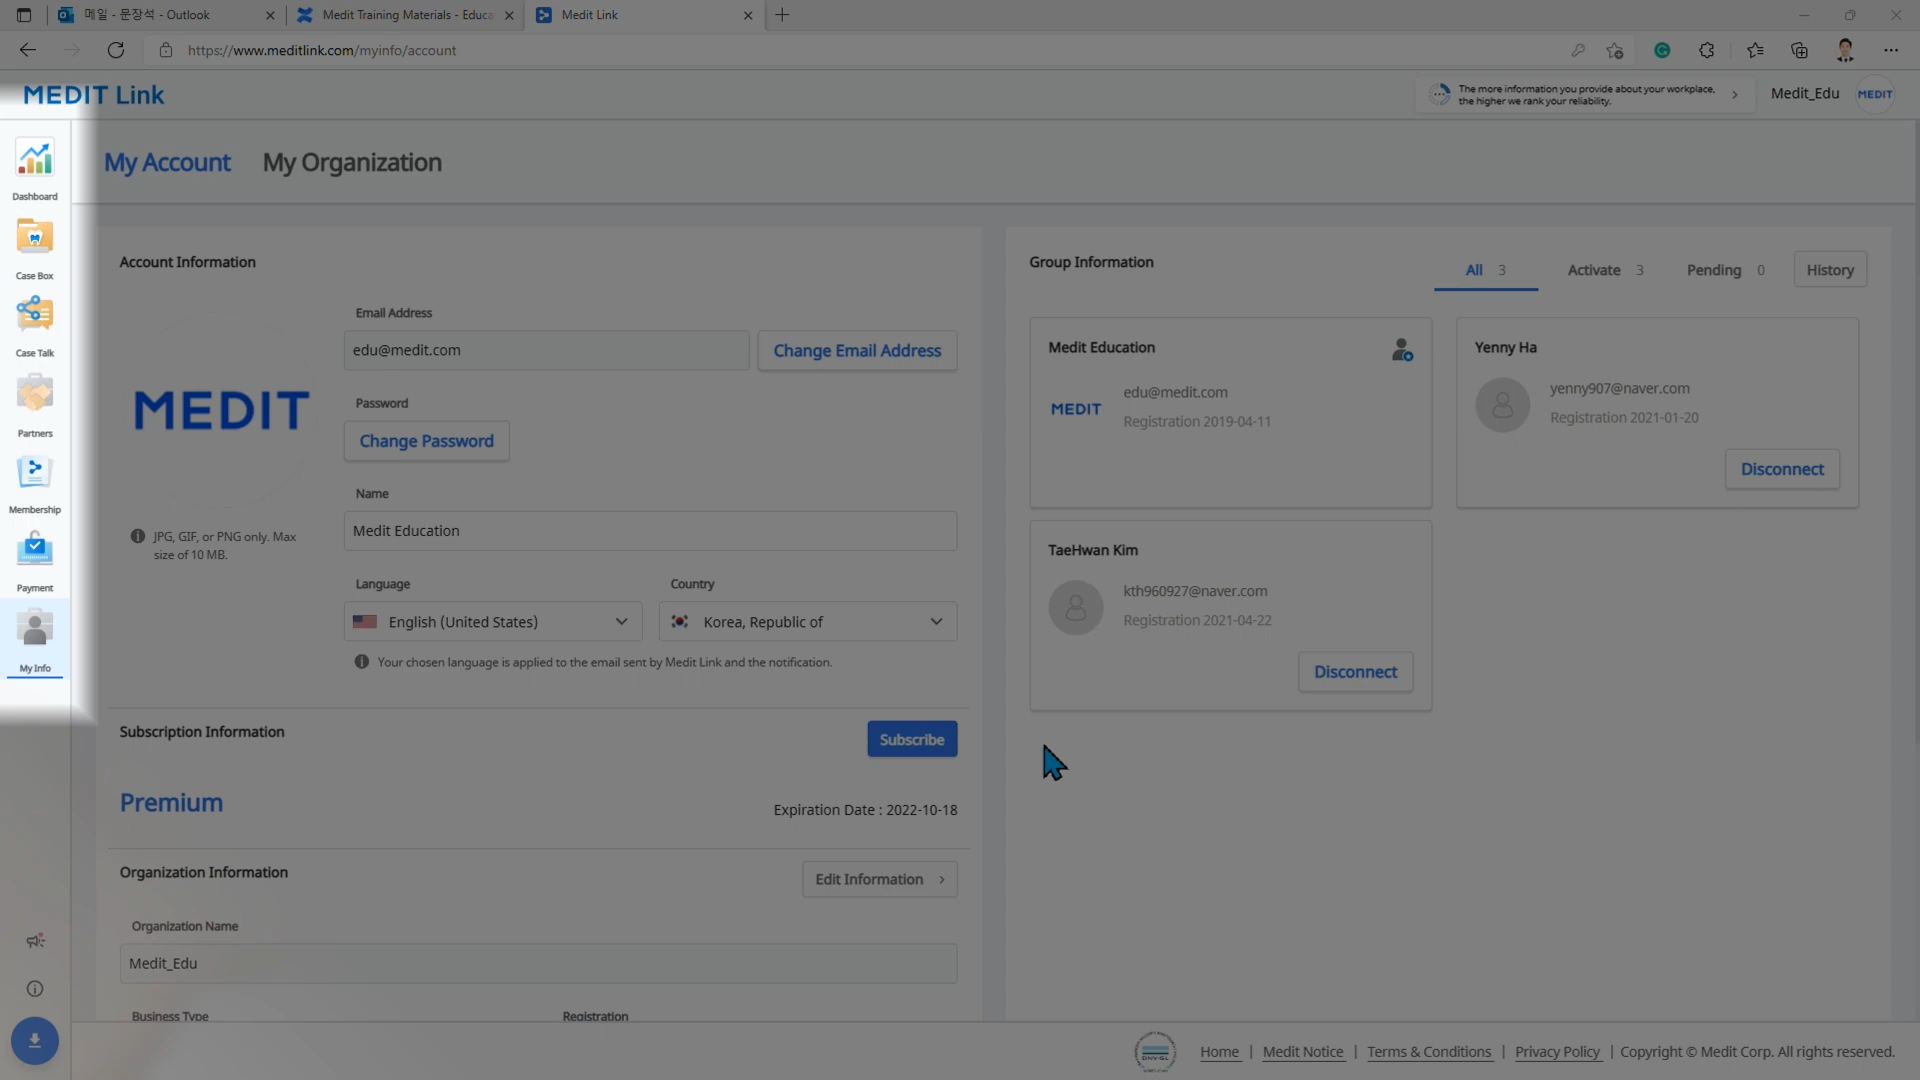 메일 - 문장석 - Outlook
Medit Training Materials - Educa
Medit Link
https://www.meditlink.com/myinfo/account
MEDIT Link
The more information you provide about your workplace,
the higher we rank your reliability.
Medit_Edu
MEDIT
Dashboard
Case Box
Case Talk
Partners
Membership
Payment
My Info
My Account
My Organization
Account Information
MEDIT
JPG, GIF, or PNG only. Max
size of 10 MB.
Email Address
edu@medit.com
Change Email Address
Password
Change Password
Name
Medit Education
Language
Country
English (United States)
Korea, Republic of
Your chosen language is applied to the email sent by Medit Link and the notification.
Subscription Information
Subscribe
Premium
Expiration Date : 2022-10-18
Organization Information
Edit Information
Organization Name
Medit_Edu
Business Type
Registration
Group Information
All 3
Activate 3
Pending 0
History
Medit Education
MEDIT
edu@medit.com
Registration 2019-04-11
Yenny Ha
yenny907@naver.com
Registration 2021-01-20
Disconnect
TaeHwan Kim
kth960927@naver.com
Registration 2021-04-22
Disconnect
DNV·GL
Home | Medit Notice | Terms & Conditions | Privacy Policy | Copyright © Medit Corp. All rights reserved.